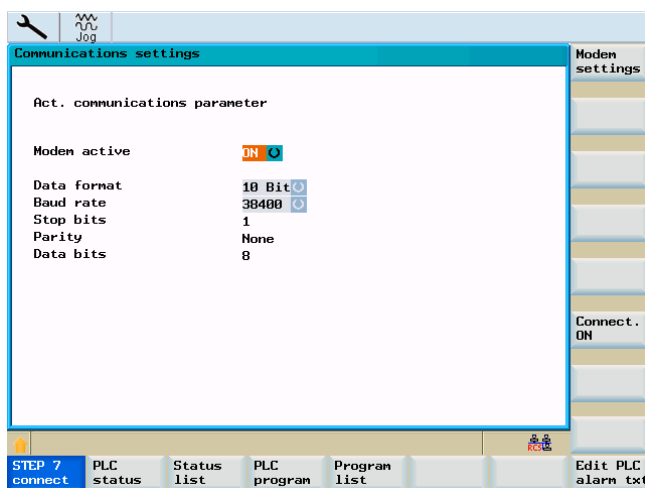 Jog
Communications settings
Modem
settings
Act. communications parameter
Modem active ON
Data format 10 Bit
Baud rate 38400
Stop bits 1
Parity None
Data bits 8
Connect.
ON
RCS
STEP 7
connect
PLC
status
Status
list
PLC
program
Program
list
Edit PLC
alarm txt